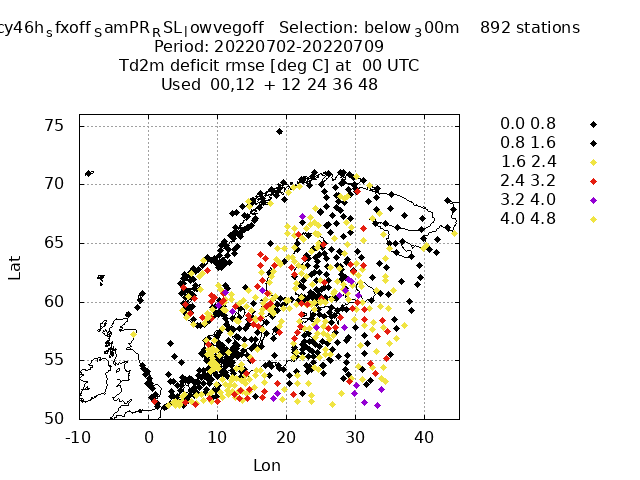 cy46h_sfxoff_SamPR_RSL_lowvegoff Selection: below_300m 892 stations
Period: 20220702-20220709
Td2m deficit rmse [deg C] at 00 UTC
Used 00,12 + 12 24 36 48
75
70
65
60
55
50
-10 0 10 20 30 40
Lat
Lon
0.0 0.8
0.8 1.6
1.6 2.4
2.4 3.2
3.2 4.0
4.0 4.8